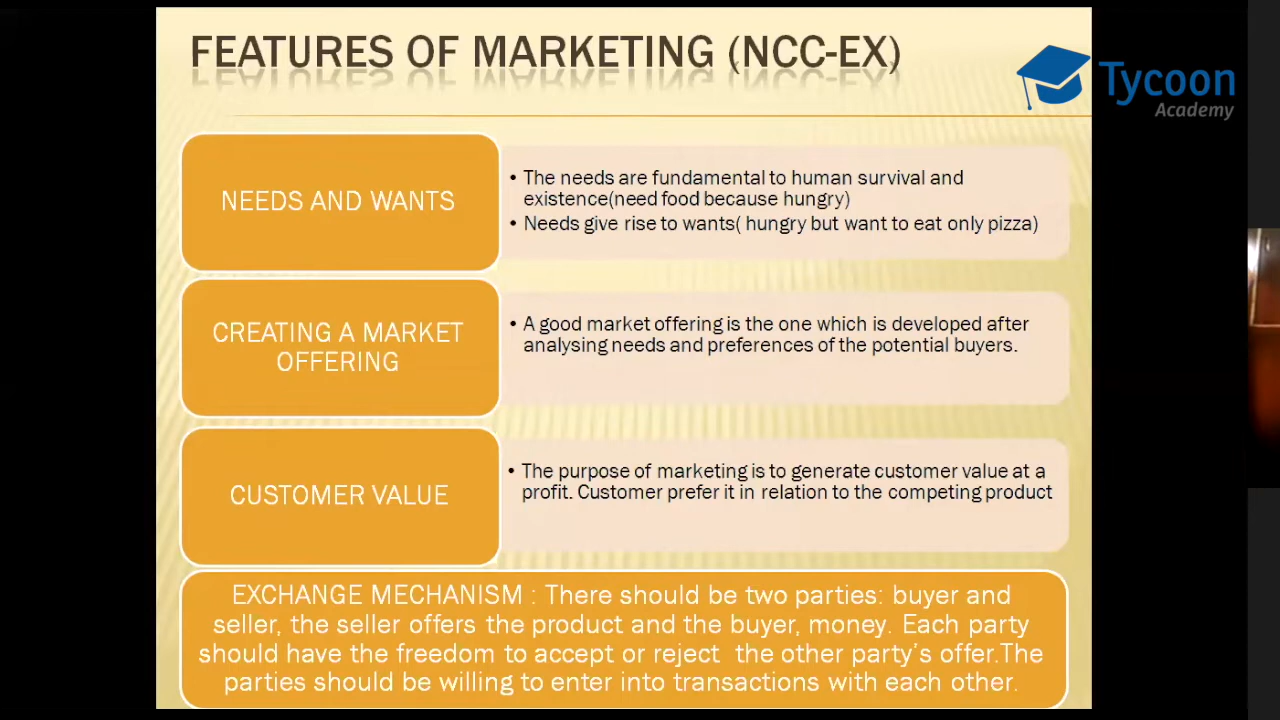 FEATURES OF MARKETING (NCC-EX)
Tycoon
Academy
NEEDS AND WANTS
• The needs are fundamental to human survival and
existence(need food because hungry)
• Needs give rise to wants( hungry but want to eat only pizza)
CREATING A MARKET
OFFERING
• A good market offering is the one which is developed after
analysing needs and preferences of the potential buyers.
CUSTOMER VALUE
• The purpose of marketing is to generate customer value at a
profit. Customer prefer it in relation to the competing product
EXCHANGE MECHANISM : There should be two parties: buyer and
seller, the seller offers the product and the buyer, money. Each party
should have the freedom to accept or reject the other party's offer.The
parties should be willing to enter into transactions with each other.